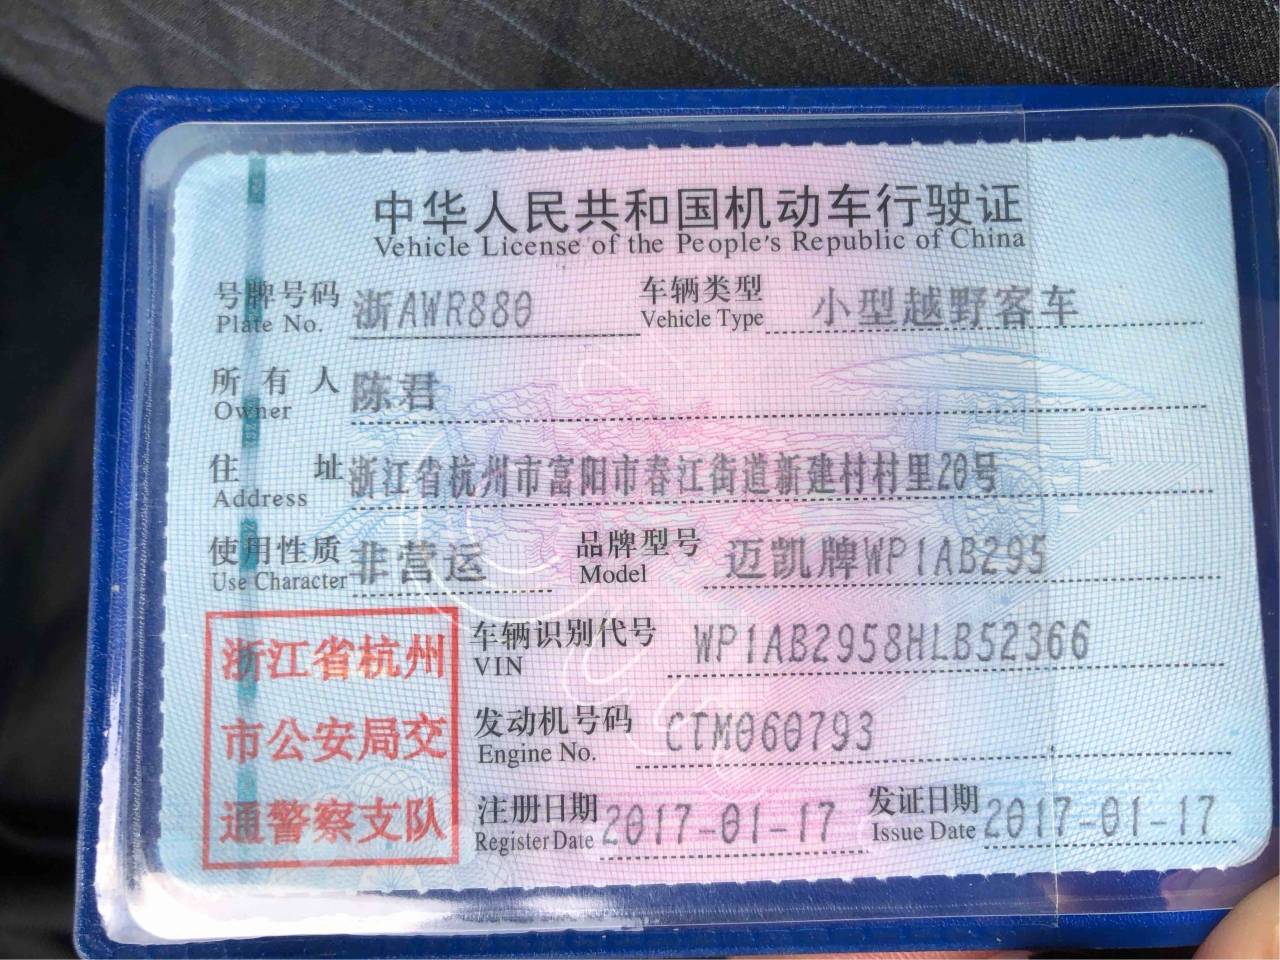 中华人民共和国机动车行驶证
Vehicle License of the People's Republic of China
号牌号码 浙AWR880 车辆类型 小型越野客车
Plate No. Vehicle Type
所有人 陈君
Owner
住址 浙江省杭州市富阳市春江街道新建村村里20号
Address
使用性质 非营运 品牌型号 迈凯牌WP1AB295
Use Character Model
浙江省杭州
市公安局交
通警察支队
车辆识别代号 WP1AB2958HLB52366
VIN
发动机号码 CTM060793
Engine No.
注册日期 2017-01-17 发证日期 2017-01-17
Register Date Issue Date